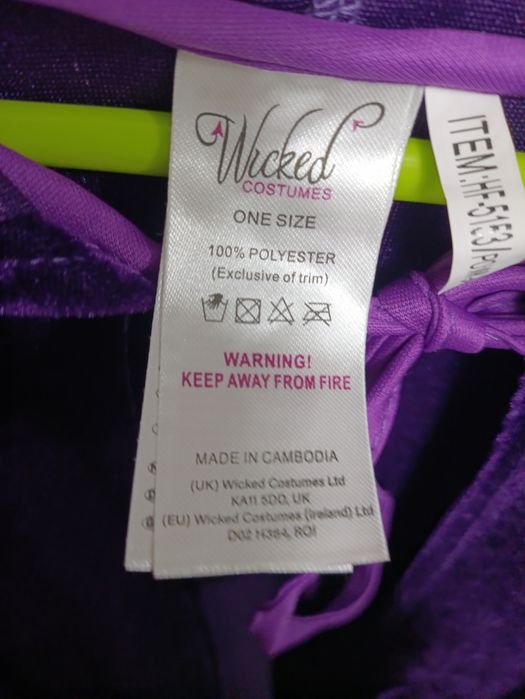 Wicked
COSTUMES
ONE SIZE
100% POLYESTER
(Exclusive of trim)
WARNING!
KEEP AWAY FROM FIRE
MADE IN CAMBODIA
(UK) Wicked Costumes Ltd
KA11 5DD, UK
(EU) Wicked Costumes (Ireland) Ltd
D02 H364, ROI
ITEM:HF-5153/